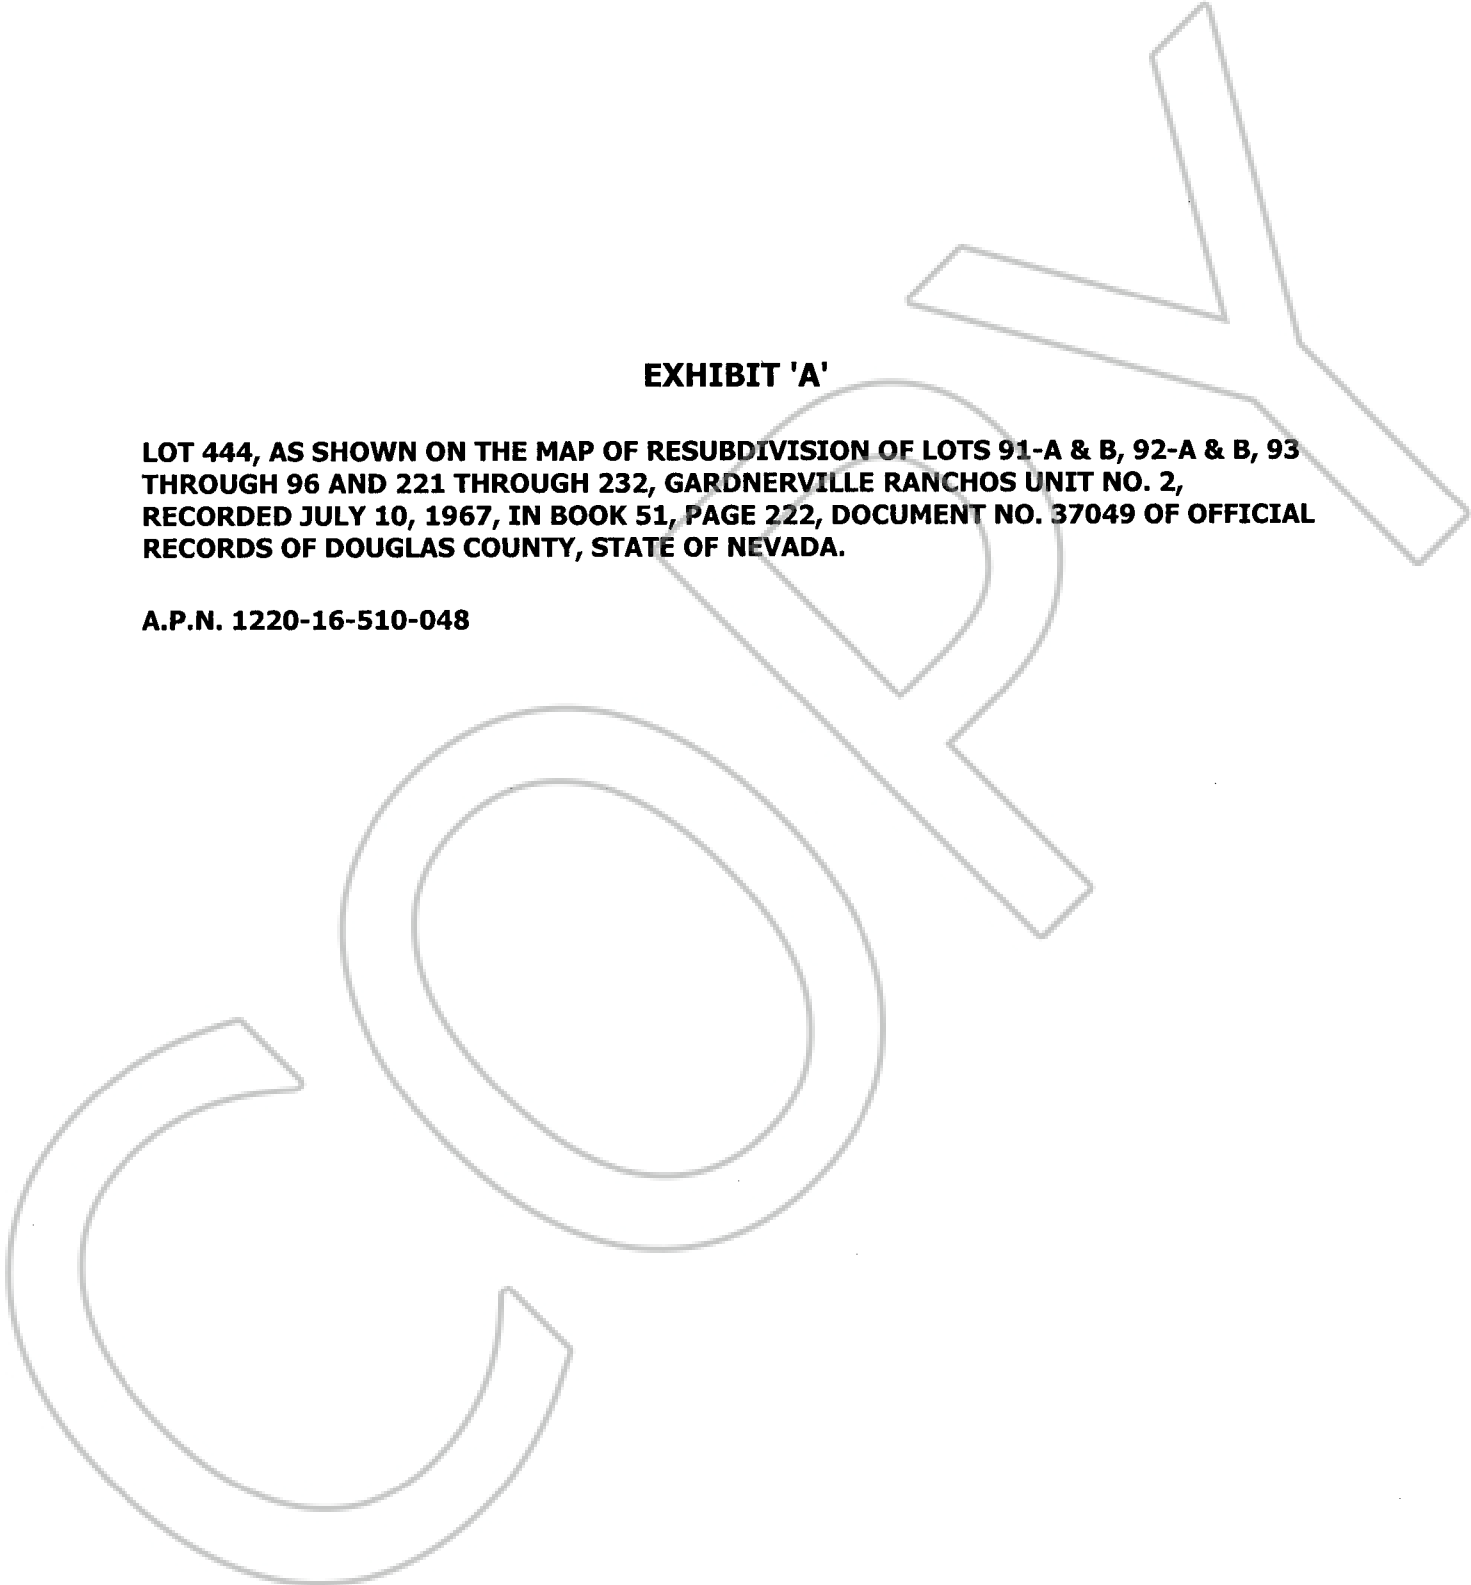 EXHIBIT 'A'
LOT 444, AS SHOWN ON THE MAP OF RESUBDIVISION OF LOTS 91-A & B, 92-A & B, 93
THROUGH 96 AND 221 THROUGH 232, GARDNERVILLE RANCHOS UNIT NO. 2,
RECORDED JULY 10, 1967, IN BOOK 51, PAGE 222, DOCUMENT NO. 37049 OF OFFICIAL
RECORDS OF DOUGLAS COUNTY, STATE OF NEVADA.
A.P.N. 1220-16-510-048
COPY